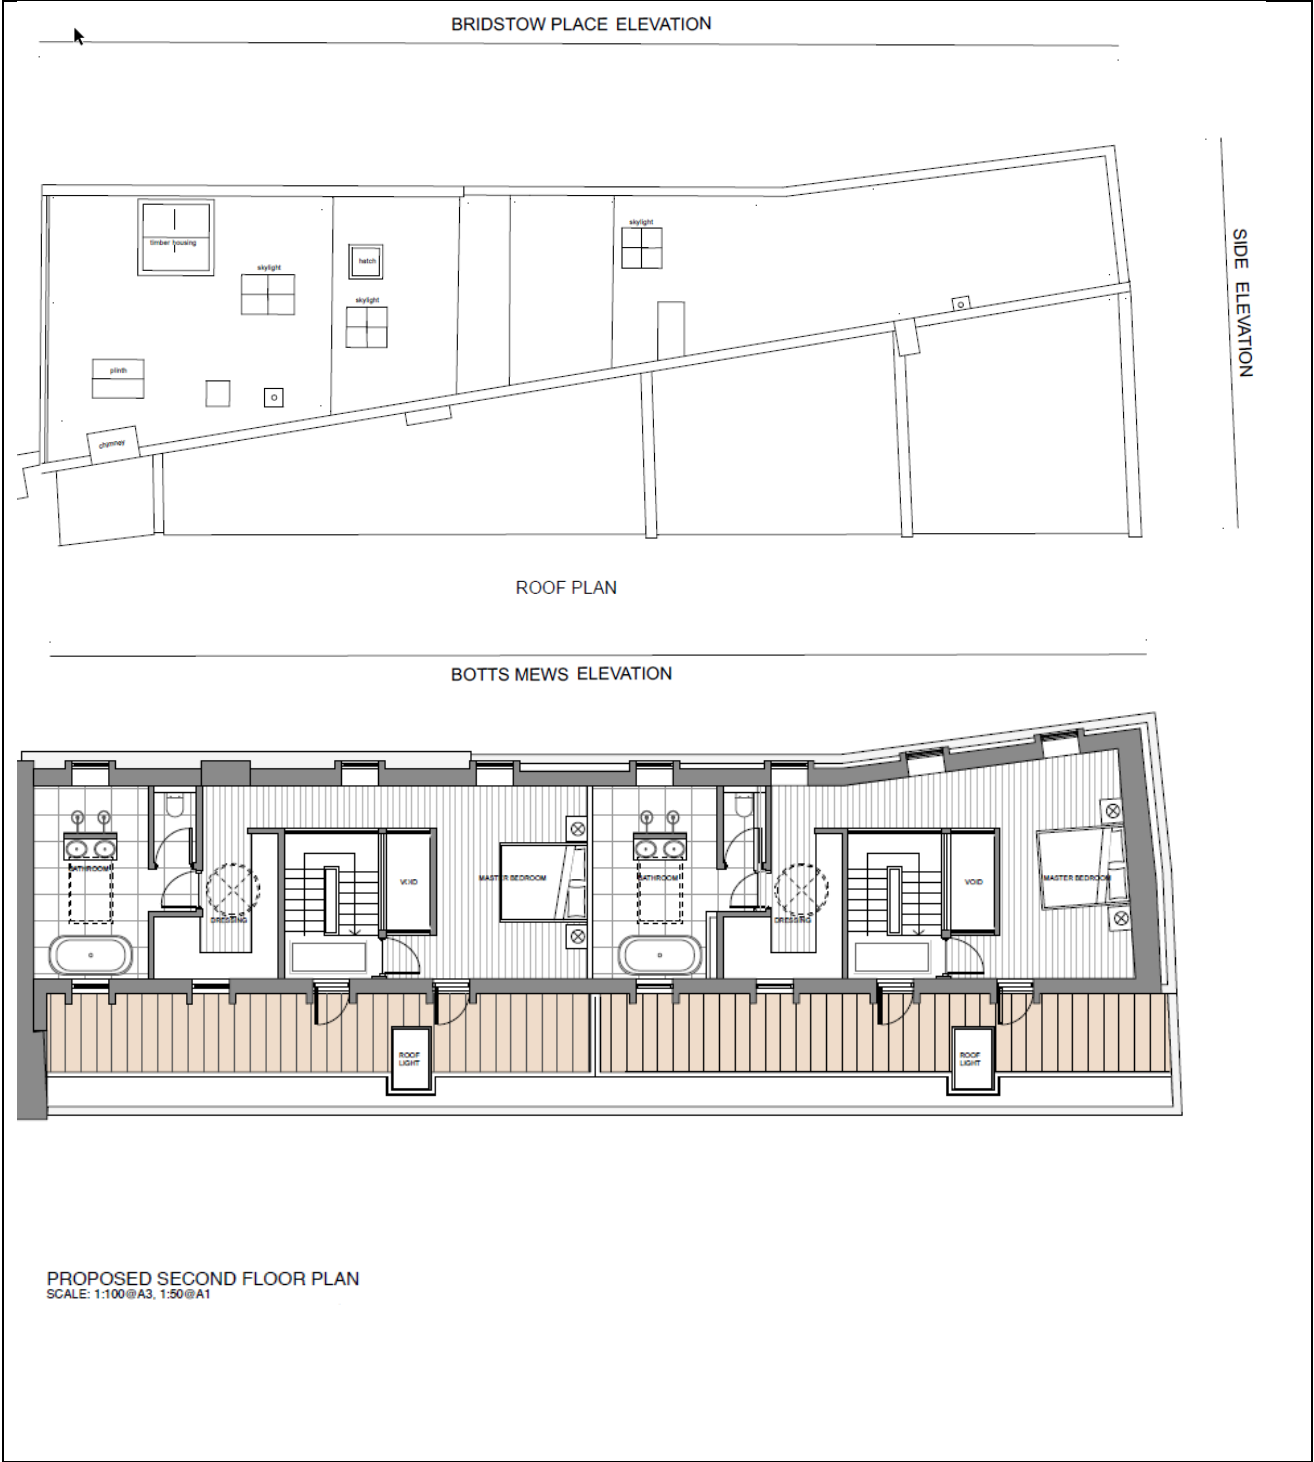 BRIDSTOW PLACE ELEVATION
timber housing
skylight
hatch
skylight
skylight
plinth
chimney
SIDE ELEVATION
ROOF PLAN
BOTTS MEWS ELEVATION
BATHROOM
DRESSING
VOID
MASTER BEDROOM
BATHROOM
DRESSING
VOID
MASTER BEDROOM
ROOF
LIGHT
ROOF
LIGHT
PROPOSED SECOND FLOOR PLAN
SCALE: 1:100@A3, 1:50@A1